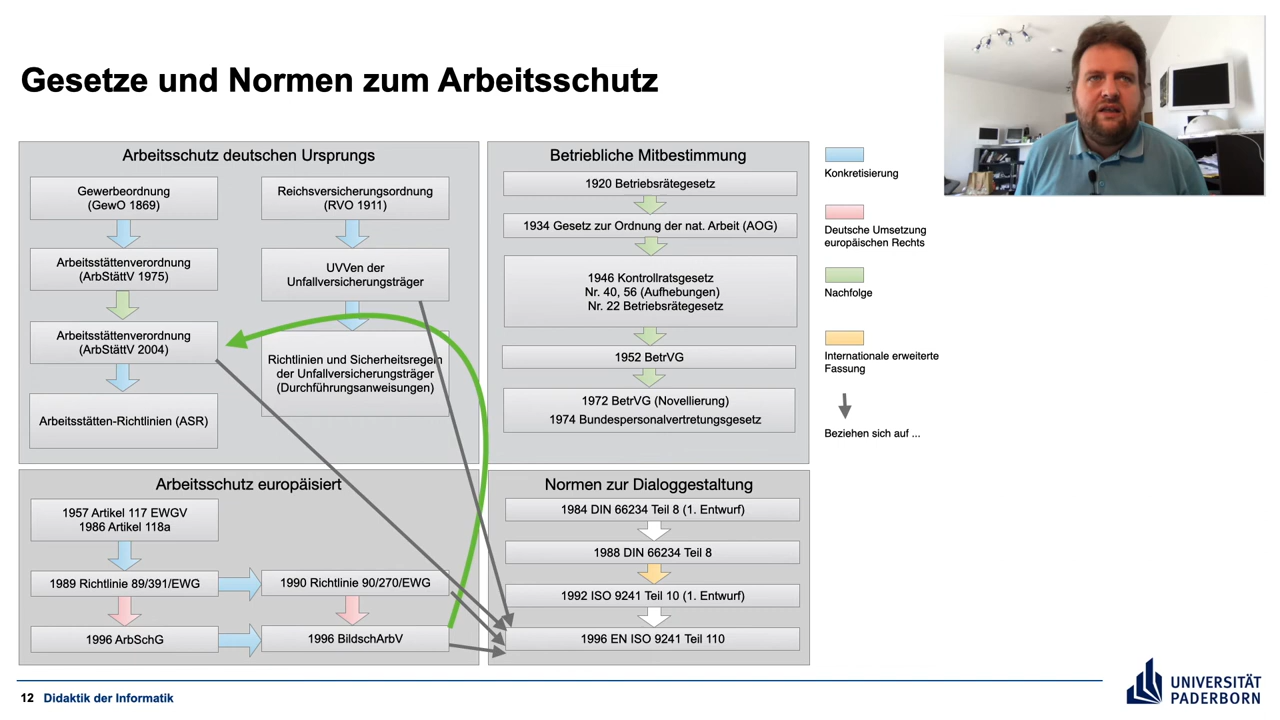 Gesetze und Normen zum Arbeitsschutz
Arbeitsschutz deutschen Ursprungs
Gewerbeordnung
(GewO 1869)
Arbeitsstättenverordnung
(ArbStättV 1975)
Arbeitsstättenverordnung
(ArbStättV 2004)
Arbeitsstätten-Richtlinien (ASR)
Reichsversicherungsordnung
(RVO 1911)
UVVen der
Unfallversicherungsträger
Richtlinien und Sicherheitsregeln
der Unfallversicherungsträger
(Durchführungsanweisungen)
Betriebliche Mitbestimmung
1920 Betriebsrätegesetz
1934 Gesetz zur Ordnung der nat. Arbeit (AOG)
1946 Kontrollratsgesetz
Nr. 40, 56 (Aufhebungen)
Nr. 22 Betriebsrätegesetz
1952 BetrVG
1972 BetrVG (Novellierung)
1974 Bundespersonalvertretungsgesetz
Konkretisierung
Deutsche Umsetzung
europäischen Rechts
Nachfolge
Internationale erweiterte
Fassung
Beziehen sich auf ...
Arbeitsschutz europäisiert
1957 Artikel 117 EWGV
1986 Artikel 118a
1989 Richtlinie 89/391/EWG
1990 Richtlinie 90/270/EWG
1996 ArbSchG
1996 BildschArbV
Normen zur Dialoggestaltung
1984 DIN 66234 Teil 8 (1. Entwurf)
1988 DIN 66234 Teil 8
1992 ISO 9241 Teil 10 (1. Entwurf)
1996 EN ISO 9241 Teil 110
12 Didaktik der Informatik
UNIVERSITÄT
PADERBORN